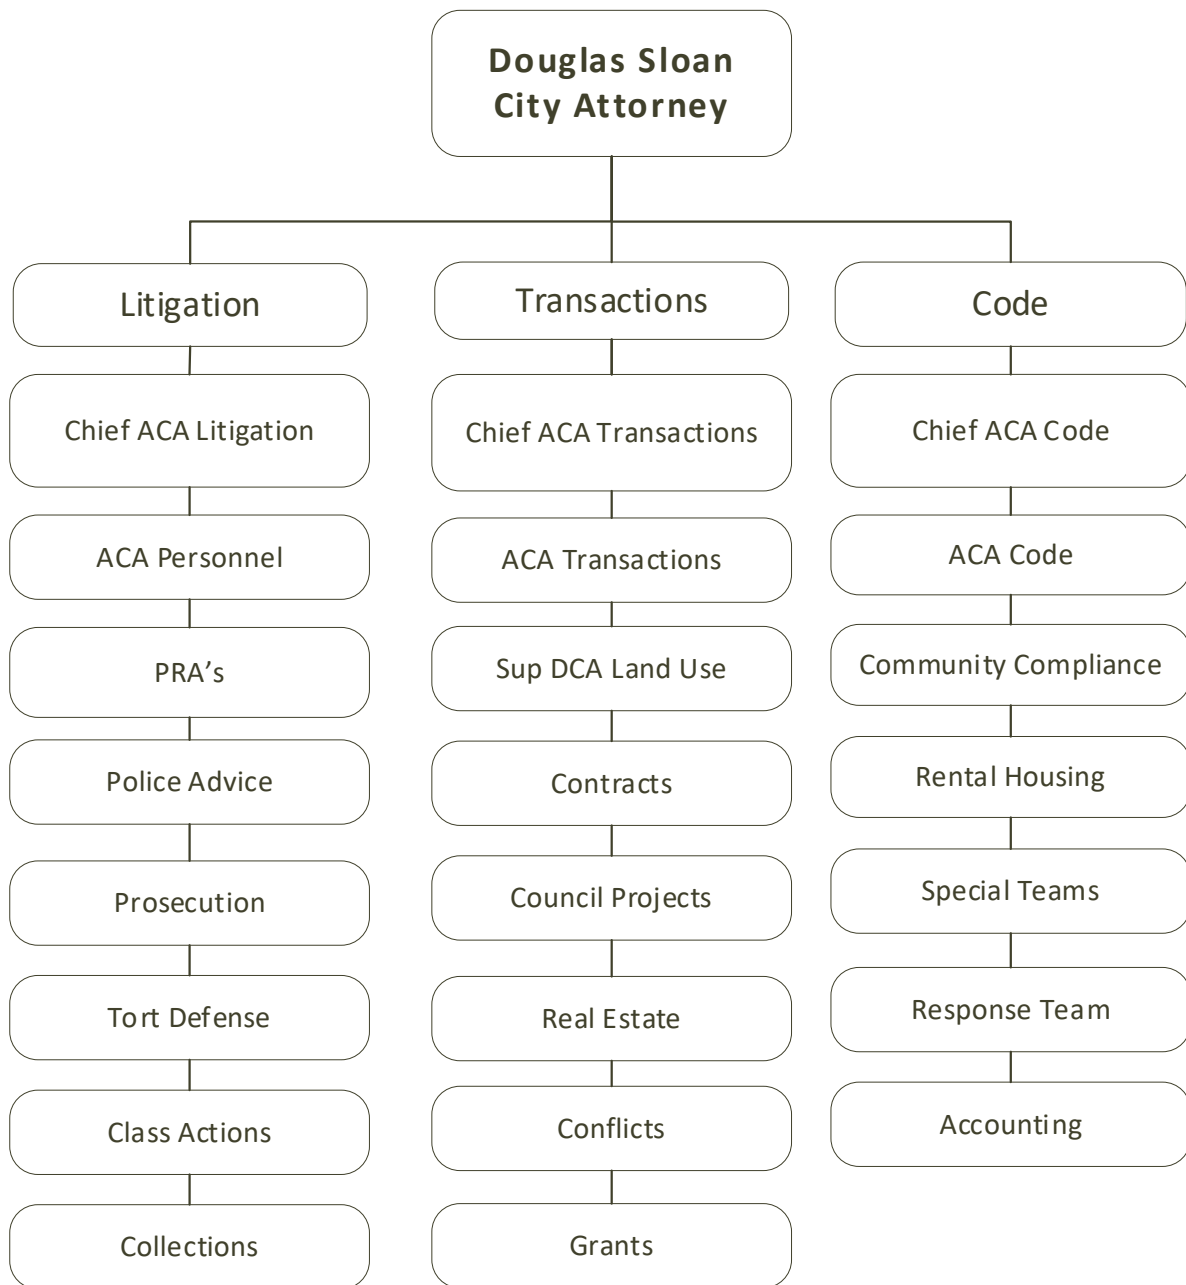 Douglas Sloan
City Attorney
Litigation
Transactions
Code
Chief ACA Litigation
Chief ACA Transactions
Chief ACA Code
ACA Personnel
ACA Transactions
ACA Code
PRA’s
Sup DCA Land Use
Community Compliance
Police Advice
Contracts
Rental Housing
Prosecution
Council Projects
Special Teams
Tort Defense
Real Estate
Response Team
Class Actions
Conflicts
Accounting
Collections
Grants